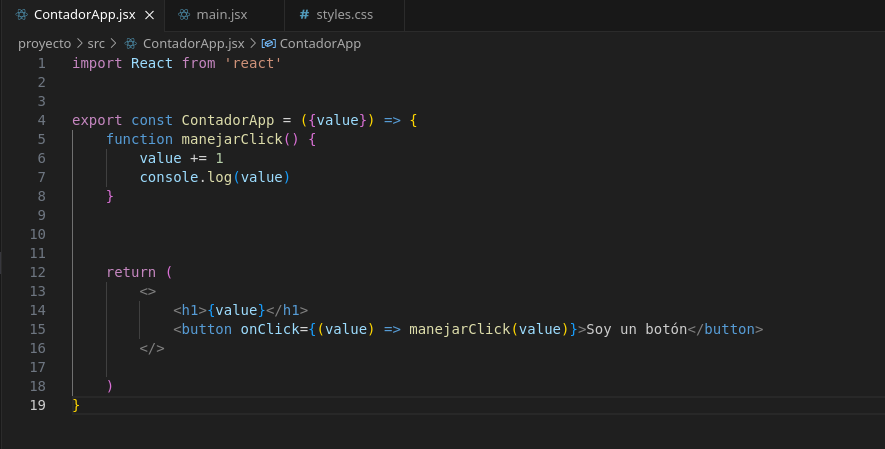 ContadorApp.jsx main.jsx # styles.css
proyecto > src > ContadorApp.jsx > ContadorApp
1 import React from 'react'
2
3
4 export const ContadorApp = ({value}) => {
5     function manejarClick() {
6         value += 1
7         console.log(value)
8     }
9
10
11
12     return (
13         <>
14             <h1>{value}</h1>
15             <button onClick={(value) => manejarClick(value)}>Soy un botón</button>
16         </>
17
18     )
19 }